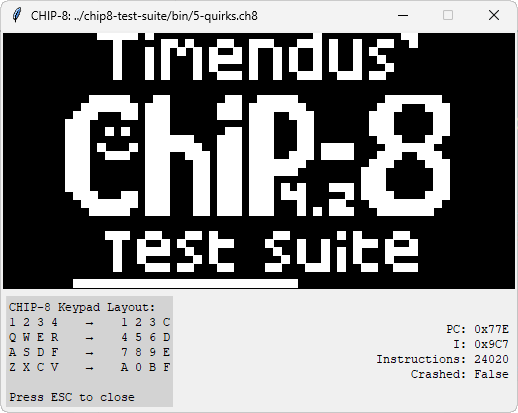 CHIP-8: ../chip8-test-suite/bin/5-quirks.ch8
Timendus'
Chip-8
4.2
Test suite
CHIP-8 Keypad Layout:
1 2 3 4 → 1 2 3 C
Q W E R → 4 5 6 D
A S D F → 7 8 9 E
Z X C V → A 0 B F
Press ESC to close
PC: 0x77E
I: 0x9C7
Instructions: 24020
Crashed: False